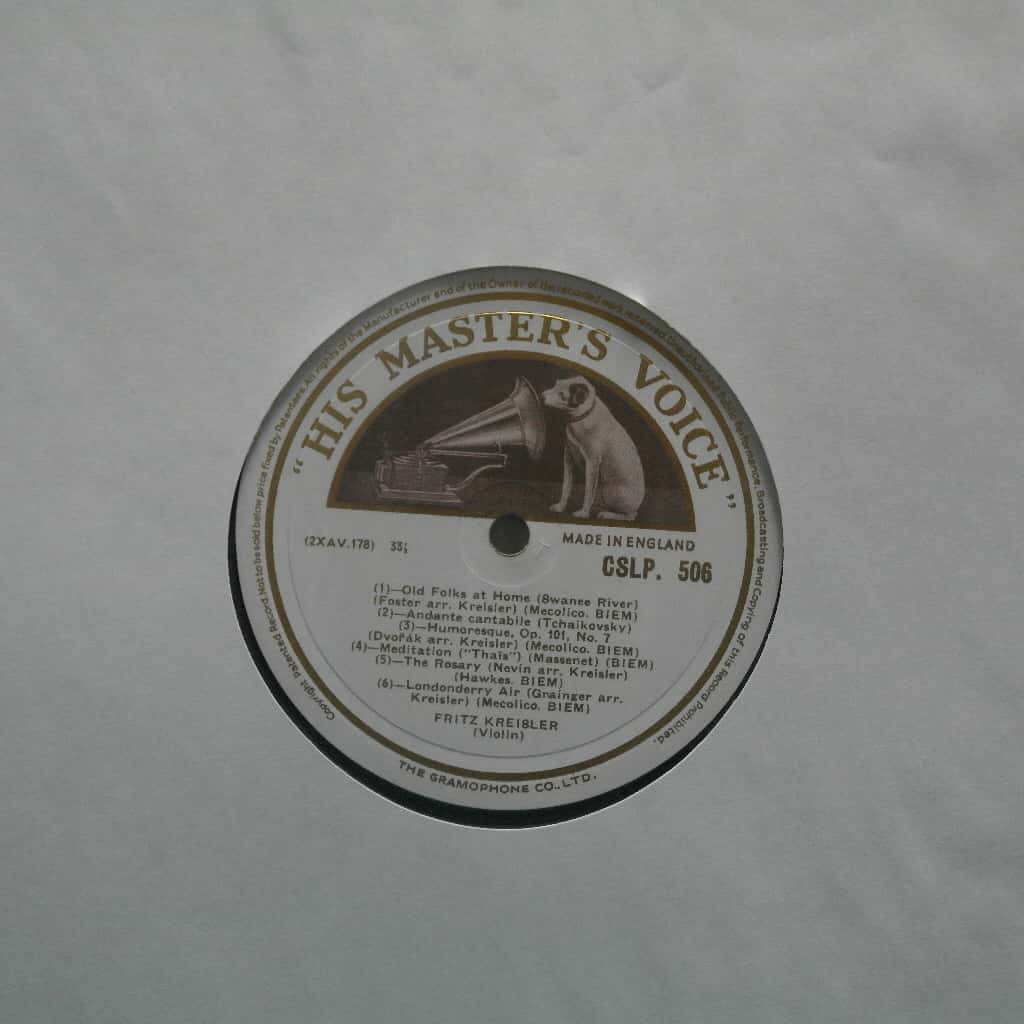 Copyright Patented Record. Not to be sold below price fixed by Patentees. All rights of the Manufacturer and of the Owner of the recorded work reserved. Unauthorised Public Performance, Broadcasting and Copying of this Record Prohibited.
"HIS MASTER'S VOICE"
(2XAV.178) 33⅓
MADE IN ENGLAND
CSLP. 506
(1)—Old Folks at Home (Swanee River)
(Foster arr. Kreisler) (Mecolico. BIEM)
(2)—Andante cantabile (Tchaikovsky)
(3)—Humoresque, Op. 101, No. 7
(Dvořák arr. Kreisler) (Mecolico. BIEM)
(4)—Meditation ("Thaïs") (Massenet) (BIEM)
(5)—The Rosary (Nevin arr. Kreisler)
(Hawkes. BIEM)
(6)—Londonderry Air (Grainger arr.
Kreisler) (Mecolico. BIEM)
FRITZ KREISLER
(Violin)
THE GRAMOPHONE CO., LTD.